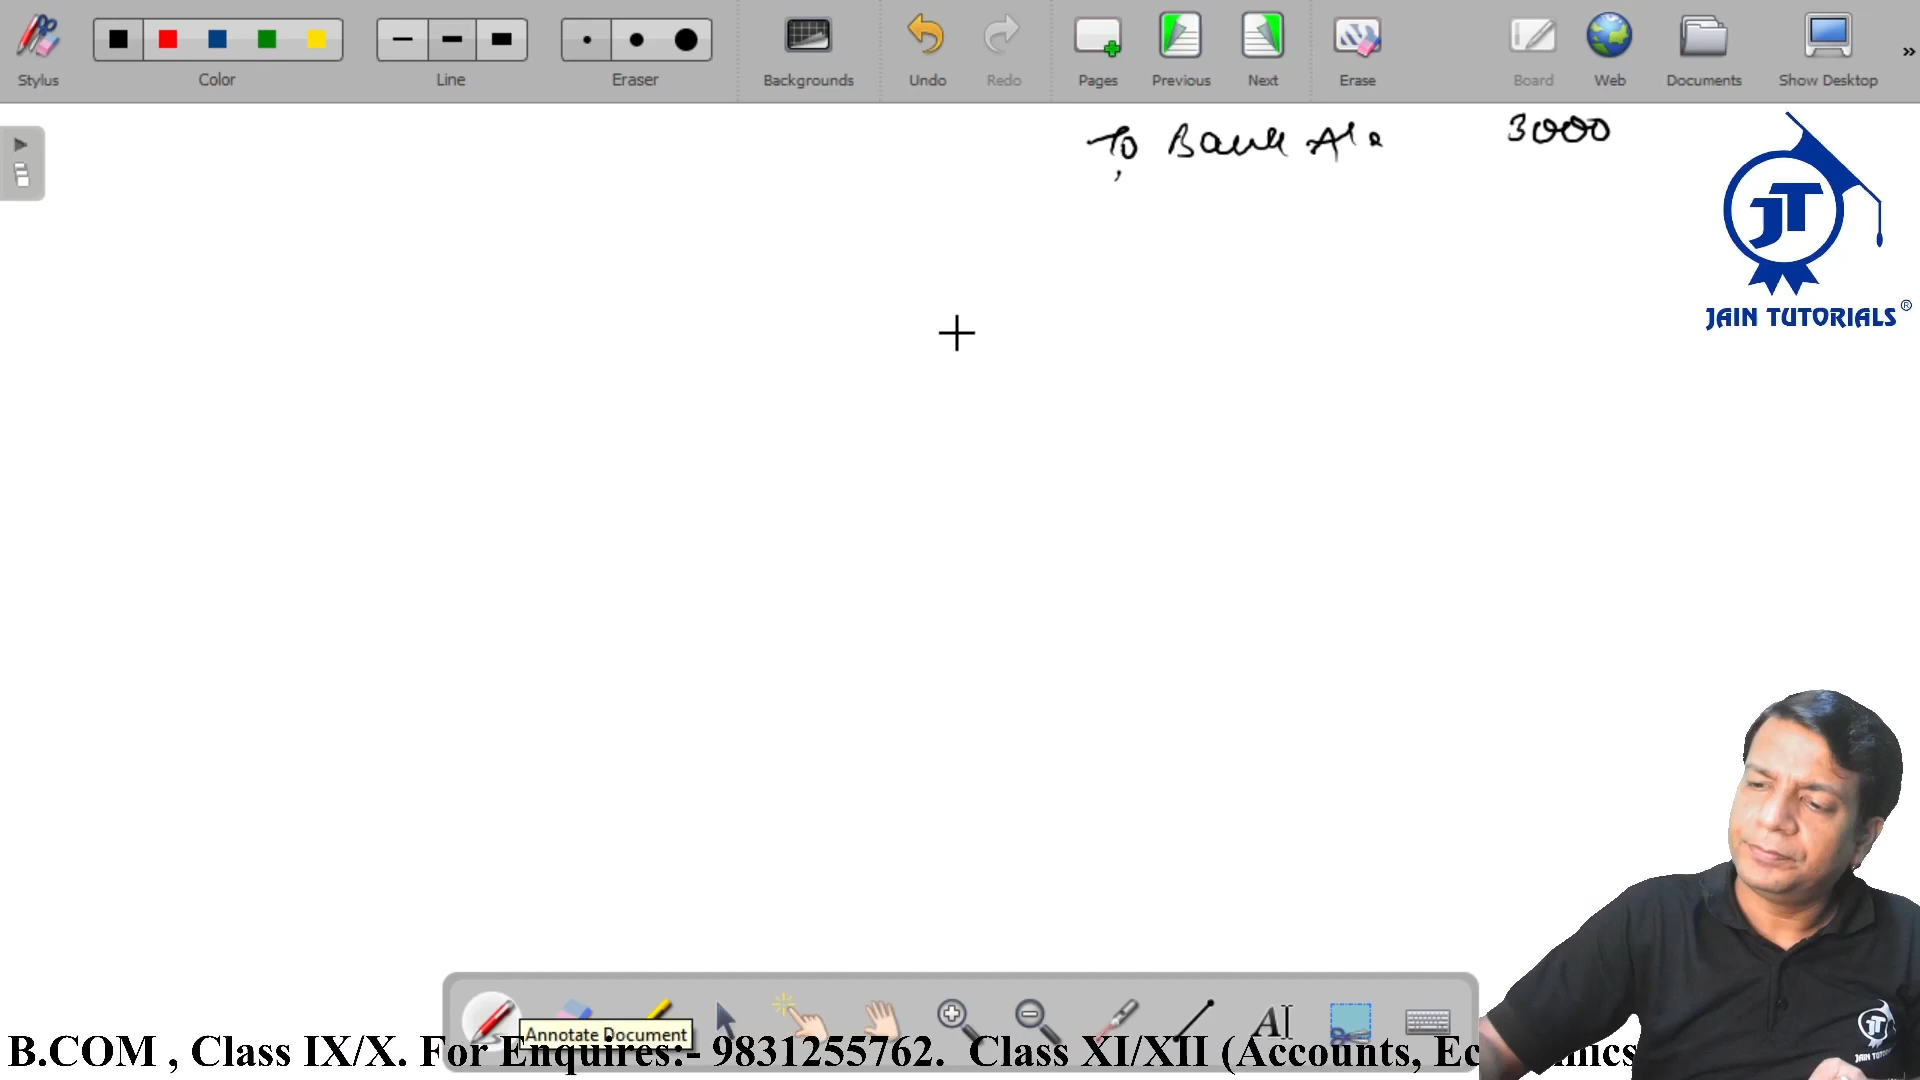 Stylus
Color
Line
Eraser
Backgrounds
Undo
Redo
Pages
Previous
Next
Erase
Board
Web
Documents
Show Desktop
»
To Bank A/c 3000
JT
JAIN TUTORIALS®
Annotate Document
B.COM , Class IX/X. For Enquires:- 9831255762. Class XI/XII (Accounts, Ec